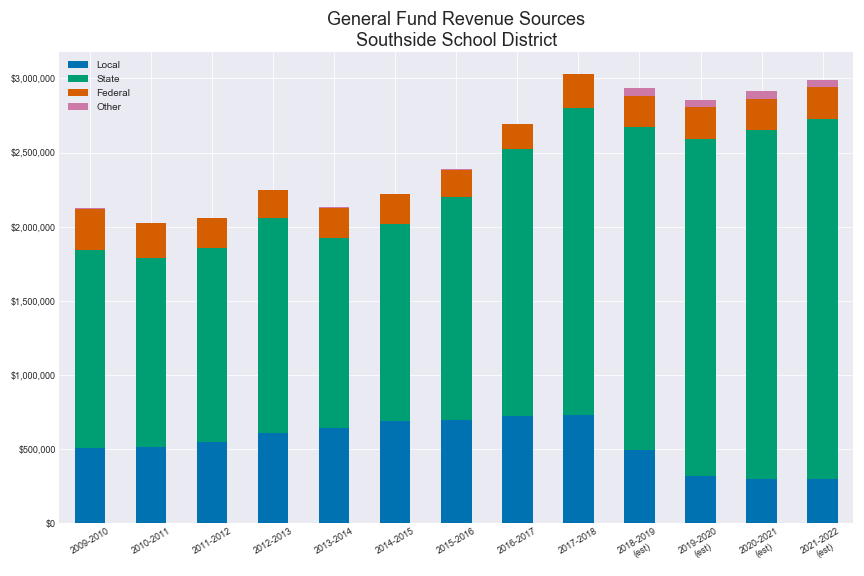 General Fund Revenue Sources
Southside School District
Local
State
Federal
Other
$3,000,000
$2,500,000
$2,000,000
$1,500,000
$1,000,000
$500,000
$0
2009-2010
2010-2011
2011-2012
2012-2013
2013-2014
2014-2015
2015-2016
2016-2017
2017-2018
2018-2019
(est)
2019-2020
(est)
2020-2021
(est)
2021-2022
(est)